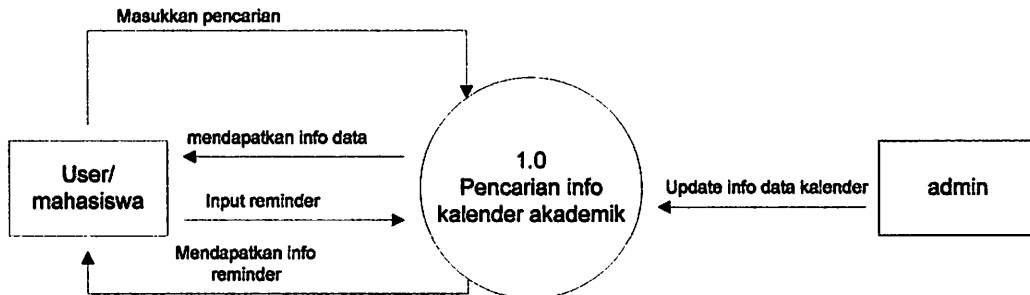 Masukkan pencarian
mendapatkan info data
User/
mahasiswa
Input reminder
Mendapatkan info
reminder
1.0
Pencarian info
kalender akademik
Update info data kalender
admin